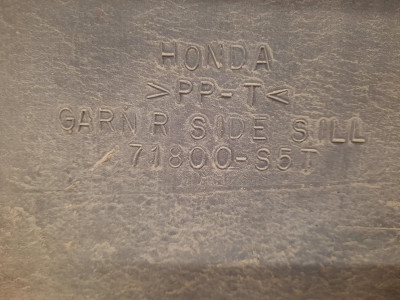 HONDA
>PP-T<
GARN R SIDE SILL
71800-S5T